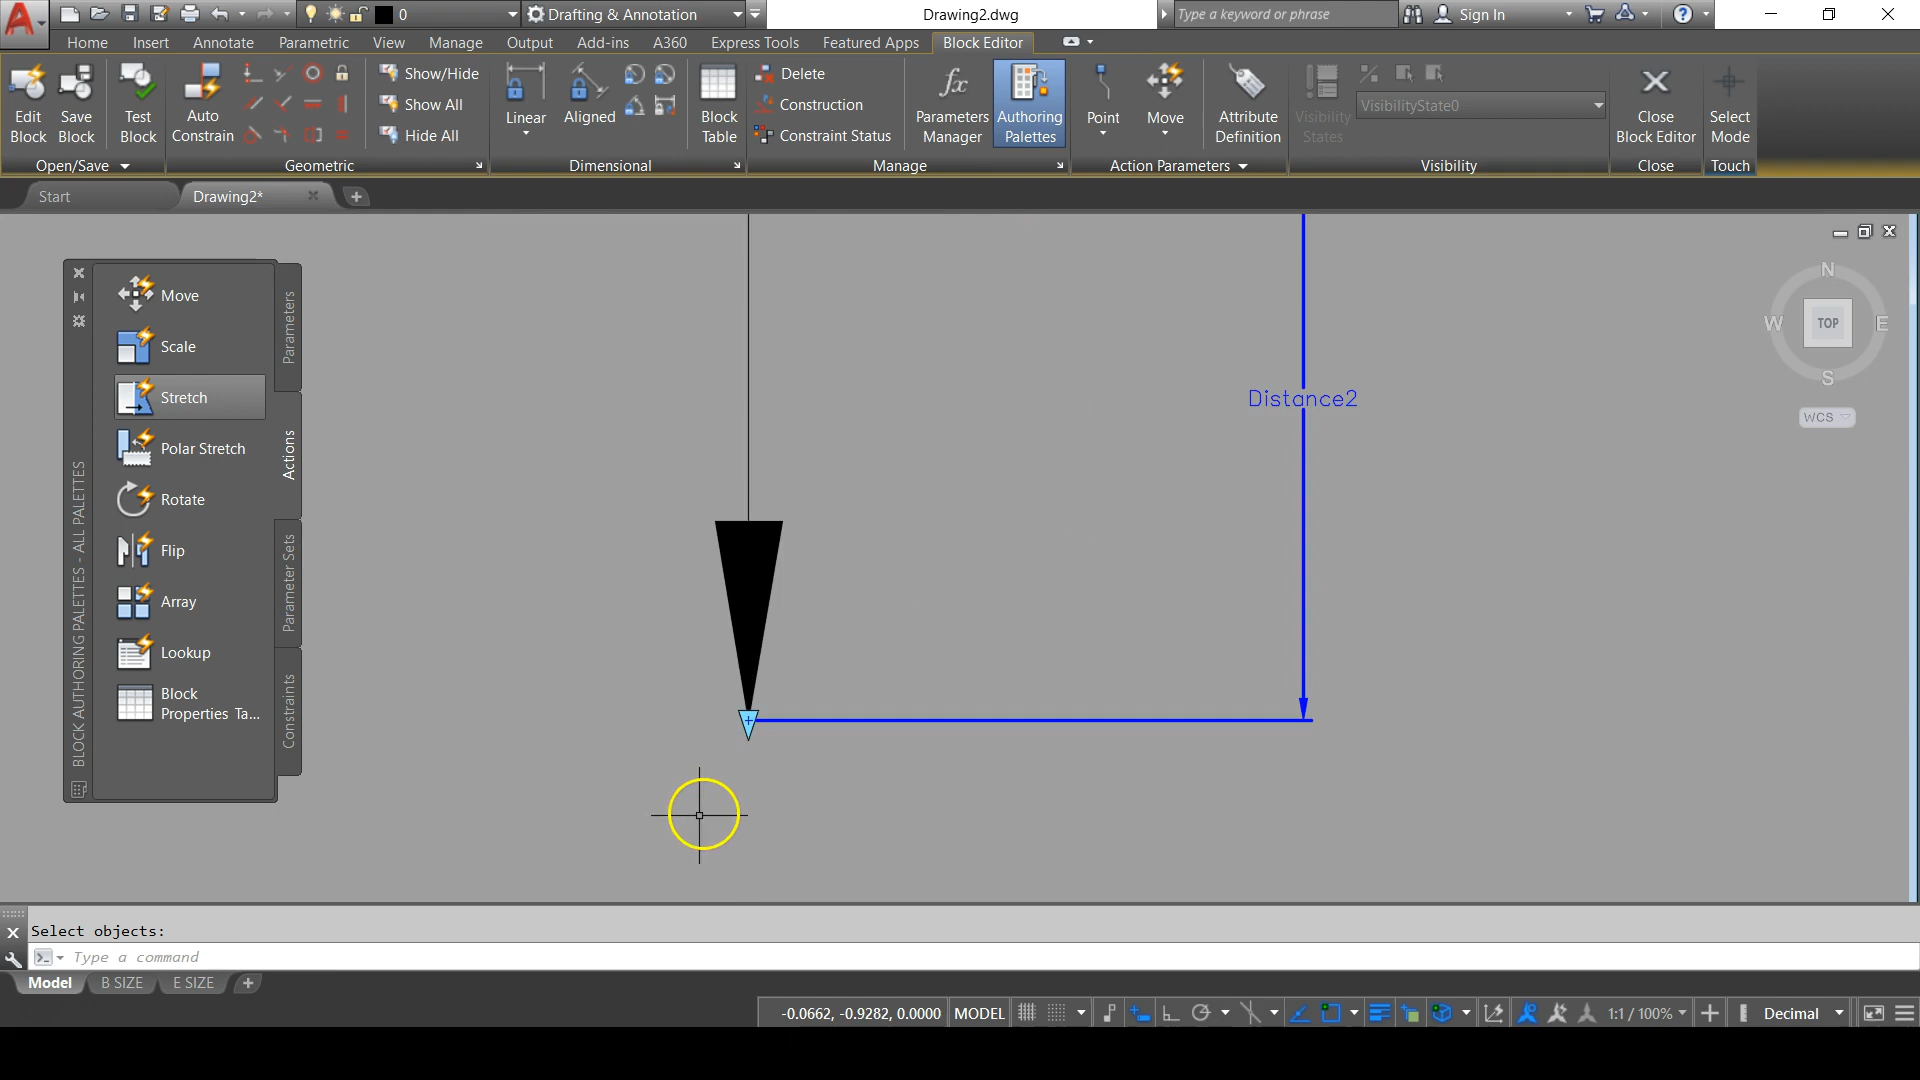 0
Drafting & Annotation
Drawing2.dwg
Type a keyword or phrase
Sign In
Home
Insert
Annotate
Parametric
View
Manage
Output
Add-ins
A360
Express Tools
Featured Apps
Block Editor
Edit Block
Save Block
Test Block
Auto Constrain
Show/Hide
Show All
Hide All
Linear
Aligned
Block Table
Delete
Construction
Constraint Status
Parameters Manager
Authoring Palettes
Point
Move
Attribute Definition
Visibility States
VisibilityState0
Close Block Editor
Select Mode
Open/Save
Geometric
Dimensional
Manage
Action Parameters
Visibility
Close
Touch
Start
Drawing2*
Move
Scale
Stretch
Polar Stretch
Rotate
Flip
Array
Lookup
Block
Properties Ta...
Parameters
Actions
Parameter Sets
Constraints
BLOCK AUTHORING PALETTES - ALL PALETTES
Distance2
N
W
TOP
E
S
WCS
Select objects:
Type a command
Model
B SIZE
E SIZE
-0.0662, -0.9282, 0.0000
MODEL
1:1 / 100%
Decimal